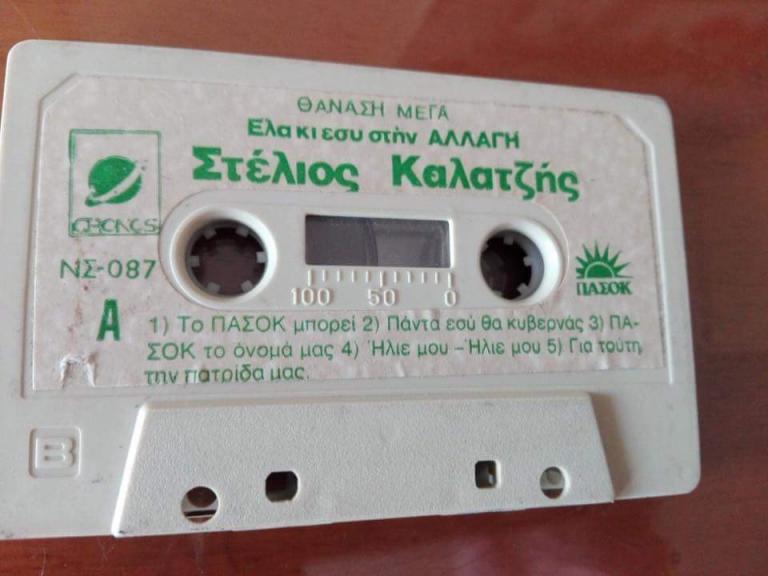 ΘΑΝΑΣΗ ΜΕΓΑ
Ελα κι εσυ στὴν ΑΛΛΑΓΗ
Στέλιος Καλατζής
CRONOS
ΝΣ-087
ΠΑΣΟΚ
100 50 0
A 1) Το ΠΑΣΟΚ μπορεί 2) Πάντα εσύ θα κυβερνάς 3) ΠΑ-
ΣΟΚ το όνομά μας 4) Ήλιε μου – Ήλιε μου 5) Για τούτη
την πατρίδα μας.
B